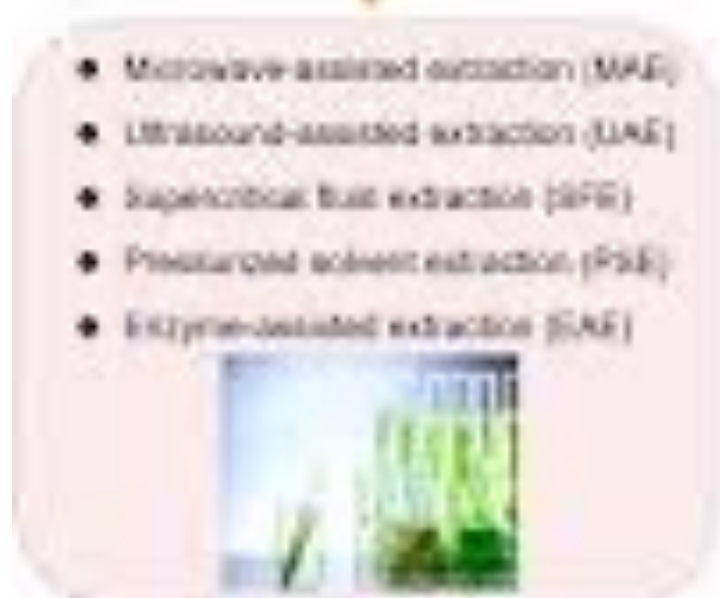 Microwave-assisted extraction (MAE)
Ultrasound-assisted extraction (UAE)
Supercritical fluid extraction (SFE)
Pressurized solvent extraction (PSE)
Enzyme-assisted extraction (EAE)